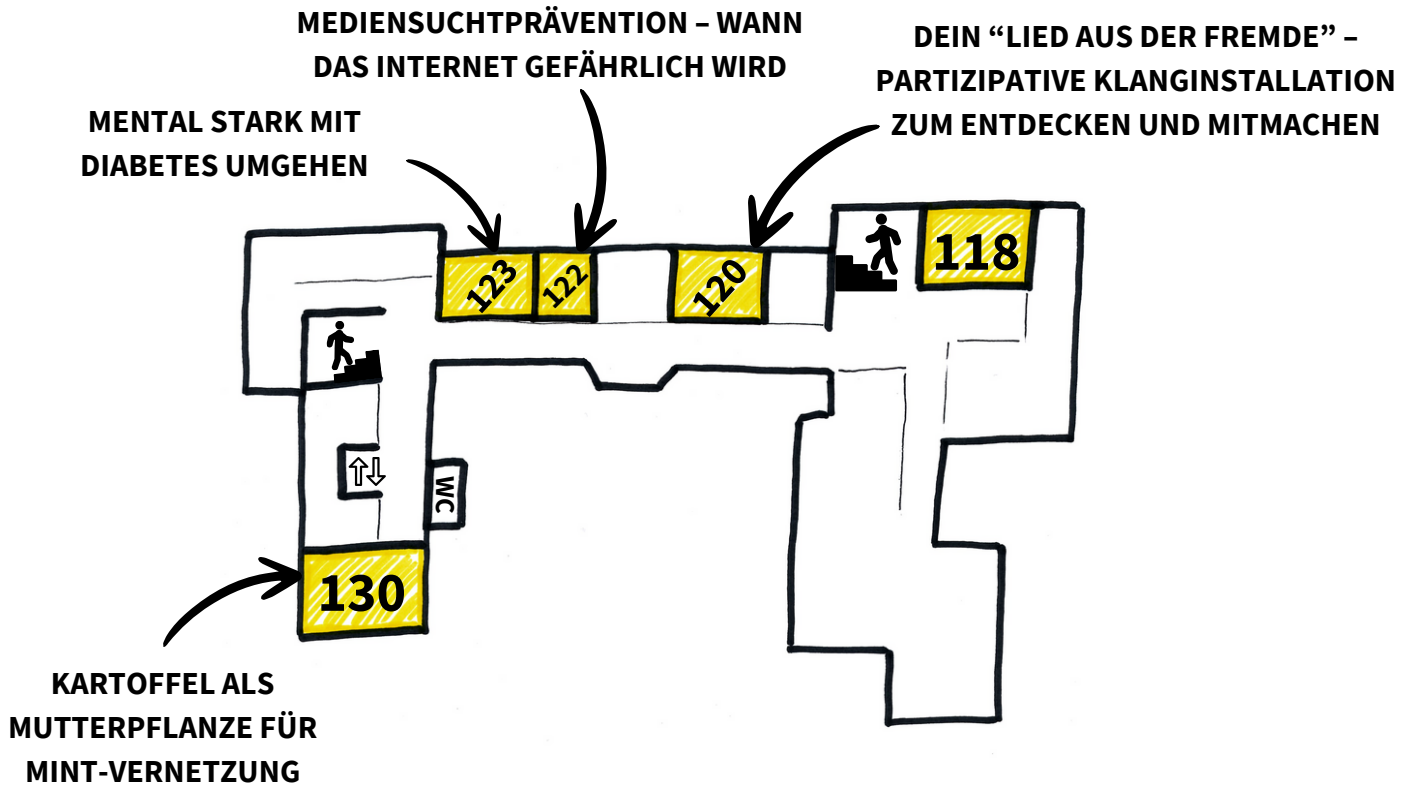 MEDIENSUCHTPRÄVENTION – WANN
DAS INTERNET GEFÄHRLICH WIRD
DEIN “LIED AUS DER FREMDE” –
PARTIZIPATIVE KLANGINSTALLATION
ZUM ENTDECKEN UND MITMACHEN
MENTAL STARK MIT
DIABETES UMGEHEN
123
122
120
118
WC
130
KARTOFFEL ALS
MUTTERPFLANZE FÜR
MINT-VERNETZUNG